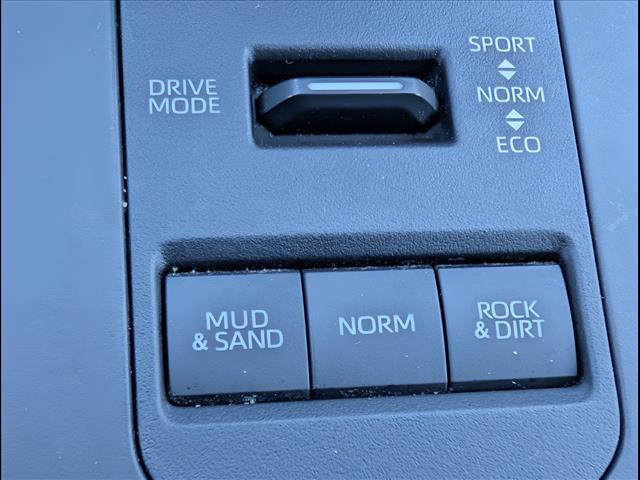 DRIVE
MODE
SPORT
NORM
ECO
MUD
& SAND
NORM
ROCK
& DIRT